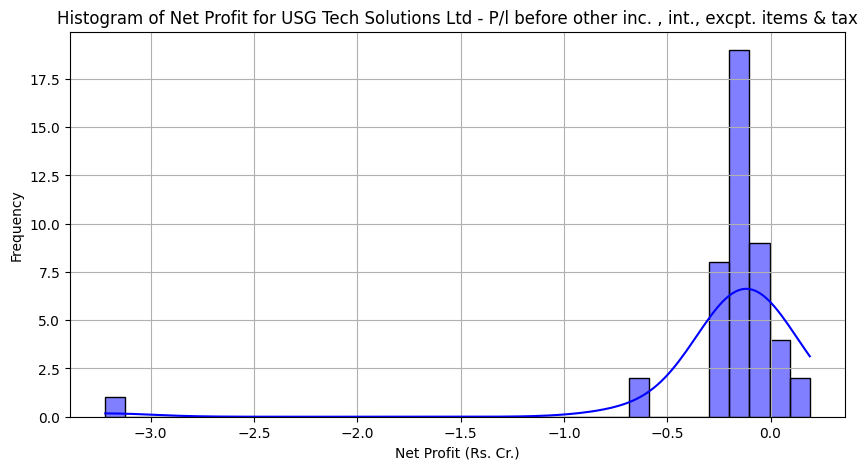 Histogram of Net Profit for USG Tech Solutions Ltd - P/l before other inc. , int., excpt. items & tax
17.5
15.0
12.5
10.0
7.5
5.0
2.5
0.0
Frequency
−3.0 −2.5 −2.0 −1.5 −1.0 −0.5 0.0
Net Profit (Rs. Cr.)